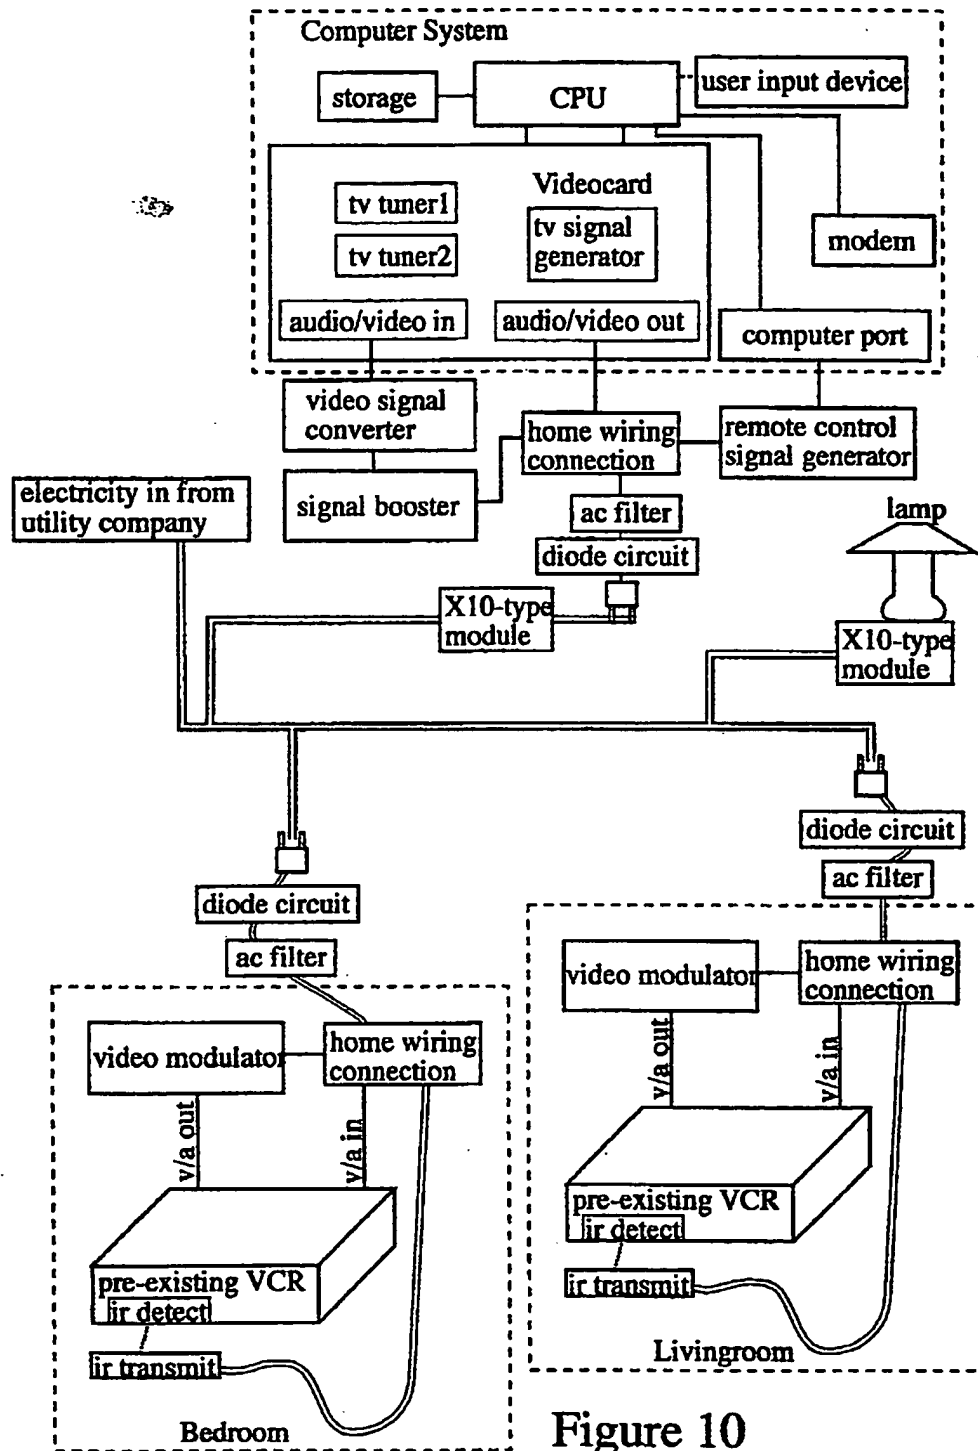 Computer System
storage
CPU
user input device
Videocard
tv tuner1
tv signal
generator
tv tuner2
modem
audio/video in
audio/video out
computer port
video signal
converter
home wiring
connection
remote control
signal generator
electricity in from
utility company
signal booster
ac filter
lamp
diode circuit
X10-type
module
X10-type
module
diode circuit
ac filter
diode circuit
ac filter
video modulator
home wiring
connection
video modulator
home wiring
connection
v/a out
v/a in
v/a out
v/a in
pre-existing VCR
ir detect
ir transmit
pre-existing VCR
ir detect
ir transmit
Livingroom
Bedroom
Figure 10